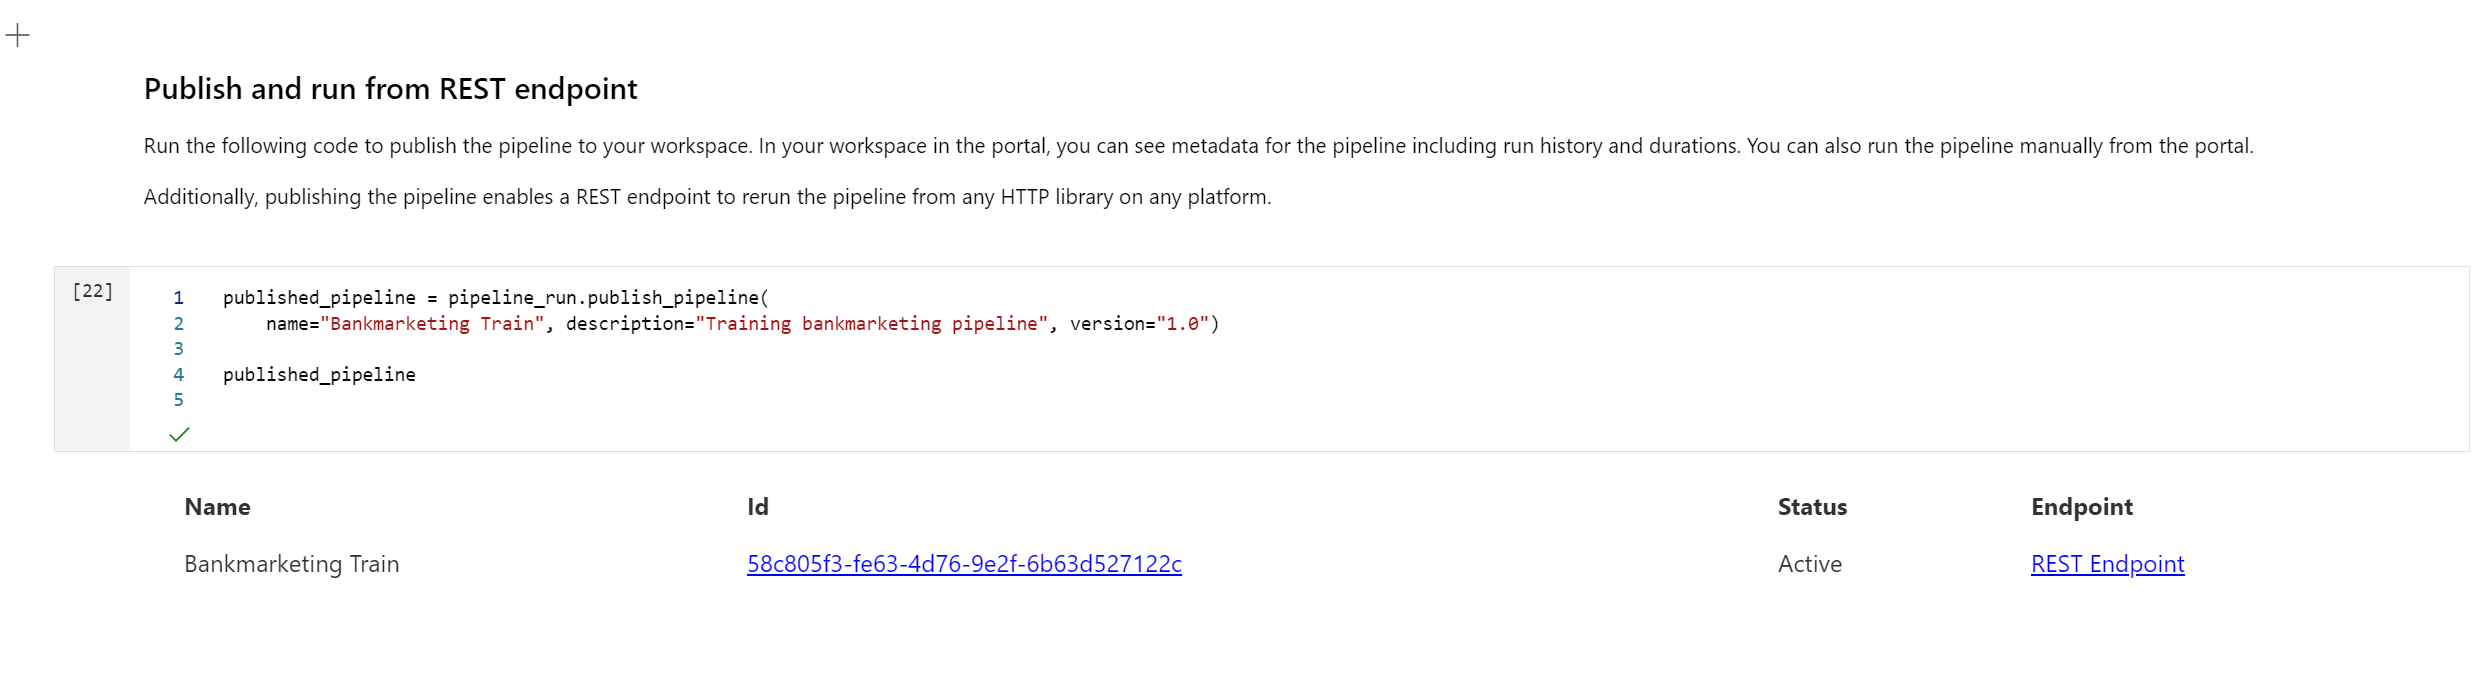 Publish and run from REST endpoint
Run the following code to publish the pipeline to your workspace. In your workspace in the portal, you can see metadata for the pipeline including run history and durations. You can also run the pipeline manually from the portal.
Additionally, publishing the pipeline enables a REST endpoint to rerun the pipeline from any HTTP library on any platform.
[22]
1 published_pipeline = pipeline_run.publish_pipeline(
2     name="Bankmarketing Train", description="Training bankmarketing pipeline", version="1.0")
3
4 published_pipeline
5
Name Id Status Endpoint
Bankmarketing Train 58c805f3-fe63-4d76-9e2f-6b63d527122c Active REST Endpoint